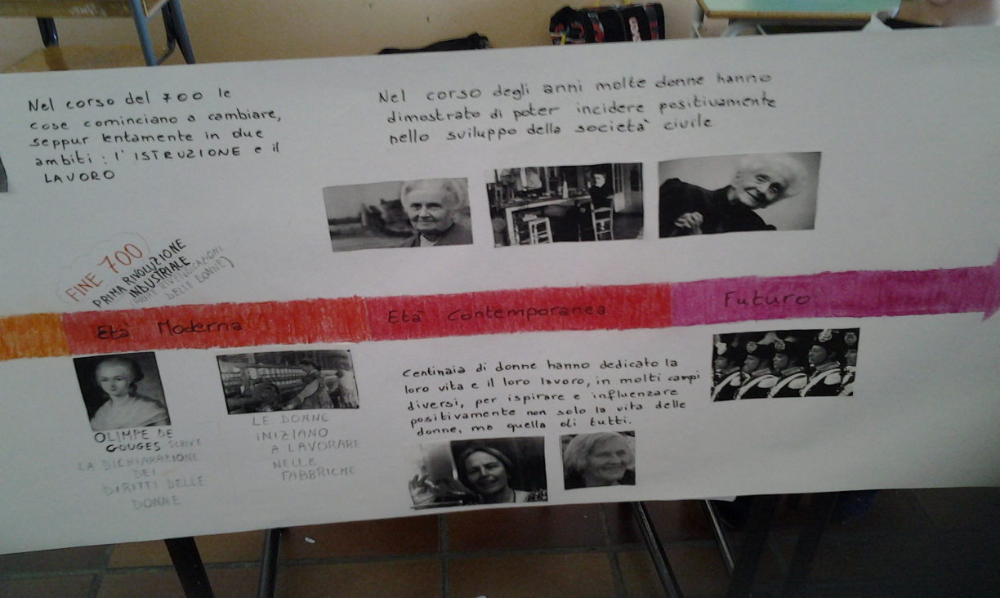 Nel corso del 700 le
cose cominciano a cambiare,
seppur lentamente in due
ambiti: l'ISTRUZIONE e il
LAVORO
Nel corso degli anni molte donne hanno
dimostrato di poter incidere positivamente
nello sviluppo della società civile
FINE 700
PRIMA RIVOLUZIONE
INDUSTRIALE
(PRIME RIVENDICAZIONI
DELLE DONNE)
Età Moderna
Età Contemporanea
Futuro
OLIMPE DE
GOUGES SCRIVE
LA DICHIARAZIONE
DEI
DIRITTI DELLE
DONNE
LE DONNE
INIZIANO
A LAVORARE
NELLE
FABBRICHE
Centinaia di donne hanno dedicato la
loro vita e il loro lavoro, in molti campi
diversi, per ispirare e influenzare
positivamente non solo la vita delle
donne, ma quella di tutti.